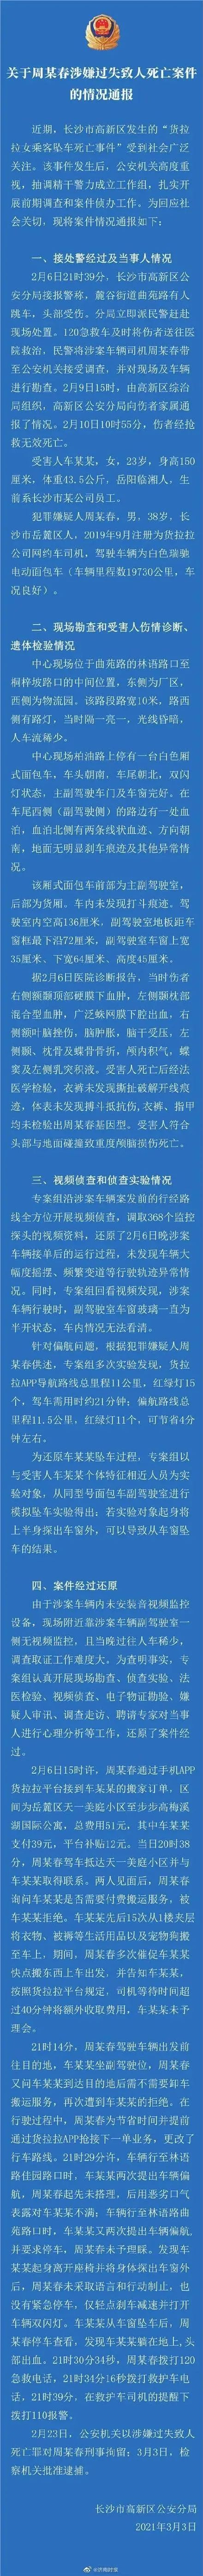 关于周某春涉嫌过失致人死亡案件
的情况通报
近期，长沙市高新区发生的“货拉
拉女乘客坠车死亡事件”受到社会广泛
关注。该事件发生后，公安机关高度重
视，抽调精干警力成立工作组，扎实开
展前期调查和案件侦办工作。为回应社
会关切，现将案件情况通报如下：
一、接处警经过及当事人情况
2月6日21时39分，长沙市高新区公
安分局接报警称，麓谷街道曲苑路有人
跳车，头部受伤。分局立即派民警赶赴
现场处置。120急救车及时将伤者送往医
院救治，民警将涉案车辆司机周某春带
至公安机关接受调查，并对现场及车辆
进行勘查。2月9日15时，由高新区综治
局组织，高新区公安分局向伤者家属通
报了情况。2月10日10时55分，伤者经抢
救无效死亡。
受害人车某某，女，23岁，身高150
厘米，体重43.5公斤，岳阳临湘人，生
前系长沙市某公司员工。
犯罪嫌疑人周某春，男，38岁，长
沙市岳麓区人，2019年9月注册为货拉拉
公司网约车司机，驾驶车辆为白色瑞驰
电动面包车（车辆里程数19730公里，车
况良好）。
二、现场勘查和受害人伤情诊断、
遗体检验情况
中心现场位于曲苑路的林语路口至
桐梓坡路口的中间位置，东侧为厂区，
西侧为物流园。该路段路宽10米，路西
侧有路灯，当时隔一亮一，光线昏暗，
人车流稀少。
中心现场柏油路上停有一台白色厢
式面包车，车头朝南，车尾朝北，双闪
灯状态，主副驾驶车门及车窗完好。在
车尾西侧（副驾驶侧）的路边有一处血
泊，血泊北侧有两条线状血迹、方向朝
南，地面无明显刹车痕迹及其他异常情
况。
该厢式面包车前部为主副驾驶室，
后部为货厢。车内未发现打斗痕迹。驾
驶室内空高136厘米，副驾驶室地板距车
窗框最下沿72厘米，副驾驶室车窗上宽
35厘米、下宽64厘米、高度45厘米。
据2月6日医院诊断报告，当时伤者
右侧额颞顶部硬膜下血肿，左侧颞枕部
混合型血肿，广泛蛛网膜下腔出血，右
侧额叶脑挫伤，脑肿胀，脑干受压，左
侧颞、枕骨及蝶骨骨折，颅内积气，蝶
窦及左侧乳突积液。受害人死亡后经法
医学检验，衣裤未发现撕扯或解开线痕
迹，体表未发现搏斗抵抗伤，衣裤、指甲
均未检验出周某春基因型。受害人符合
头部与地面碰撞致重度颅脑损伤死亡。
三、视频侦查和侦查实验情况
专案组沿涉案车辆案发前的行经路
线全方位开展视频侦查，调取368个监控
探头的视频资料，还原了2月6日晚涉案
车辆接单后的运行过程，未发现车辆大
幅度摇摆、频繁变道等行驶轨迹异常情
况。同时，专案组回看视频发现，涉案
车辆行驶时，副驾驶室车窗玻璃一直为
半开状态，车内情况无法看清。
针对偏航问题，根据犯罪嫌疑人周
某春供述，专案组多次实验发现，货拉
拉APP导航路线总里程11公里，红绿灯15
个，驾车需用时约21分钟；偏航路线总
里程11.5公里，红绿灯11个，可节省4分
钟左右。
为还原车某某坠车过程，专案组以
与受害人车某某个体特征相近人员为实
验对象，从同型号面包车副驾驶室进行
模拟坠车实验得出：若实验对象起身将
上半身探出车窗外，可以导致从车窗坠
车的结果。
四、案件经过还原
由于涉案车辆内未安装音视频监控
设备，现场附近靠涉案车辆副驾驶室一
侧无视频监控，且当晚过往人车稀少，
调查取证工作难度大。为查明事实，专
案组认真开展现场勘查、侦查实验、法
医检验、视频侦查、电子物证勘验、嫌
疑人审讯、调查走访、聘请专家对当事
人进行心理分析等工作，还原了案件经
过。
2月6日15时许，周某春通过手机APP
货拉拉平台接到车某某的搬家订单，区
间为岳麓区天一美庭小区至步步高梅溪
湖国际公寓，总费用51元，其中车某某
支付39元，平台补贴12元。当日20时38
分，周某春驾车抵达天一美庭小区并与
车某某取得联系。两人见面后，周某春
询问车某某是否需要付费搬运服务，被
车某某拒绝。车某某先后15次从1楼夹层
将衣物、被褥等生活用品以及宠物狗搬
至车上，期间，周某春多次催促车某某
快点搬东西上车出发，并告知车某某，
按照货拉拉平台规定，司机等待时间超
过40分钟将额外收取费用，车某某未予
理会。
21时14分，周某春驾驶车辆出发前
往目的地，车某某坐副驾驶位，周某春
又问车某某到达目的地后需不需要卸车
搬运服务，再次遭到车某某的拒绝。在
行驶过程中，周某春为节省时间并提前
通过货拉拉APP抢接下一单业务，更改了
行车路线。21时29分许，车辆行至林语
路佳园路口时，车某某两次提出车辆偏
航，周某春起先未搭理，后用恶劣口气
表露对车某某不满；车辆行至林语路曲
苑路口时，车某某又两次提出车辆偏航，
并要求停车，周某春未予理睬。发现车
某某起身离开座椅并将身体探出车窗外
后，周某春未采取语言和行动制止，也
没有紧急停车，仅轻点刹车减速并打开
车辆双闪灯。车某某从车窗坠车后，周
某春停车查看，发现车某某躺在地上，头
部出血。21时30分34秒，周某春拨打120
急救电话，21时34分16秒拨打救护车电
话，21时39分，在救护车司机的提醒下
拨打110报警。
2月23日，公安机关以涉嫌过失致人
死亡罪对周某春刑事拘留；3月3日，检
察机关批准逮捕。
长沙市高新区公安分局
2021年3月3日
@济南时报